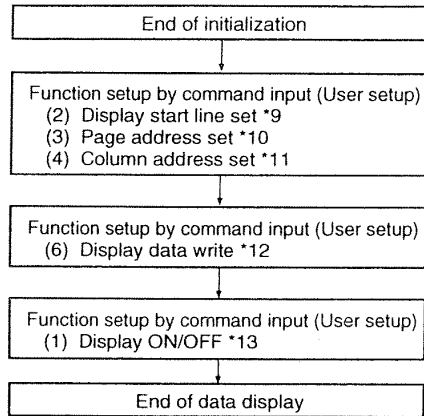 End of initialization
Function setup by command input (User setup)
(2) Display start line set *9
(3) Page address set *10
(4) Column address set *11
Function setup by command input (User setup)
(6) Display data write *12
Function setup by command input (User setup)
(1) Display ON/OFF *13
End of data display